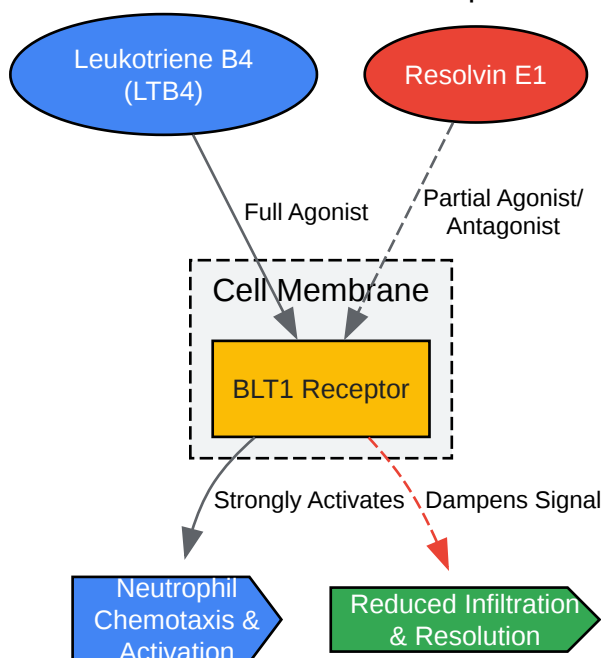 Leukotriene B4
(LTB4)
Resolvin E1
Full Agonist
Partial Agonist/
Antagonist
Cell Membrane
BLT1 Receptor
Strongly Activates
Dampens Signal
Neutrophil
Chemotaxis &
Activation
Reduced Infiltration
& Resolution